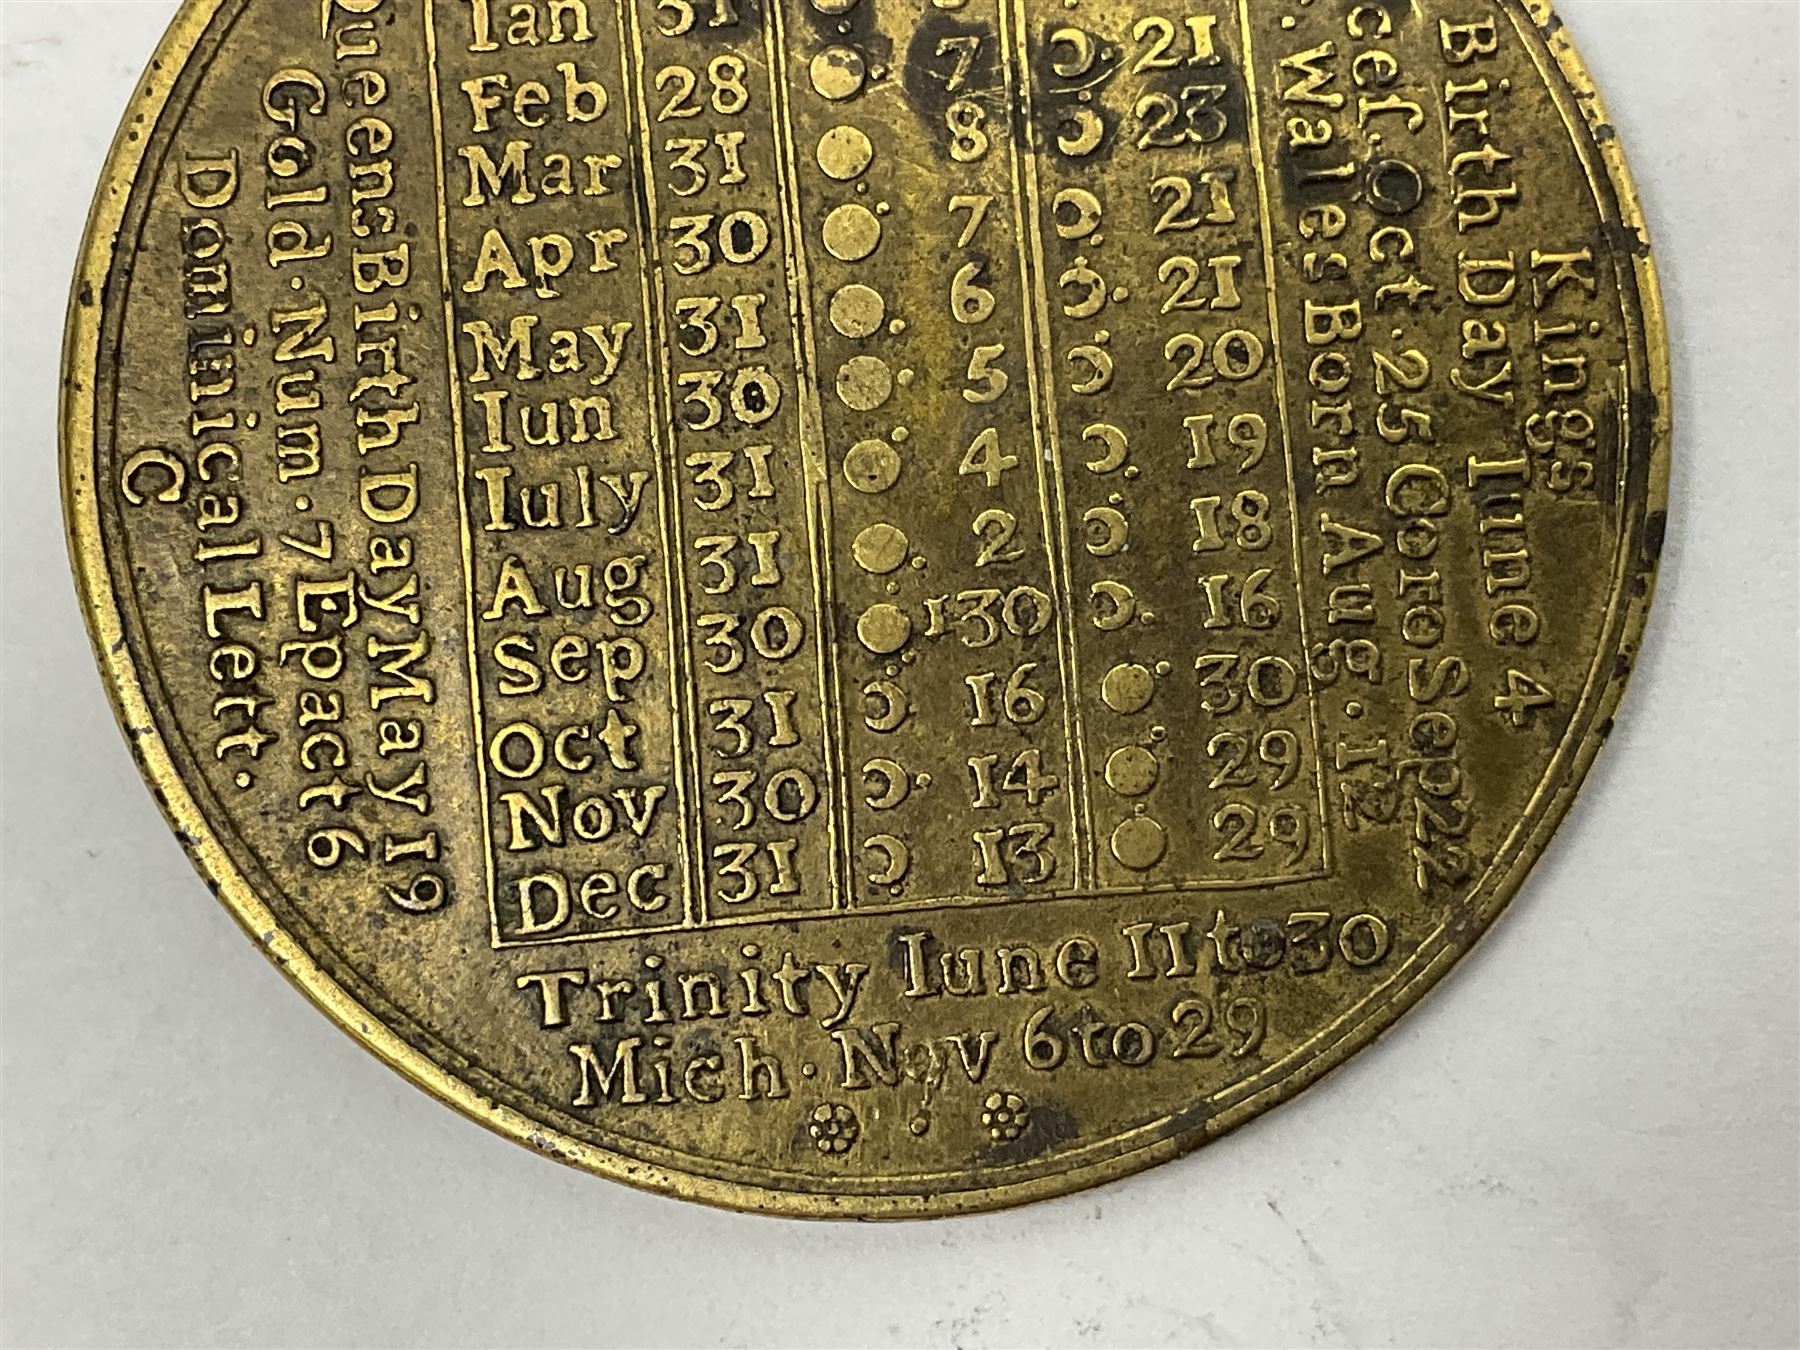 Ian 31
Feb 28 7 21
Mar 31 8 23
Apr 30 7 21
May 31 6 21
Iun 30 5 20
Iuly 31 4 19
Aug 31 2 18
Sep 30 1 30 16
Oct 31 16 30
Nov 30 14 29
Dec 31 13 29
Trinity Iune 11 to 30
Mich · Nov 6 to 29
Kings
Birth Day Iune 4
Oct · 25 Coro Sep 22
Wales Born Aug · 12
Queens Birth Day May 19
Gold · Num · 7 Epact 6
Dominical Lett ·
C